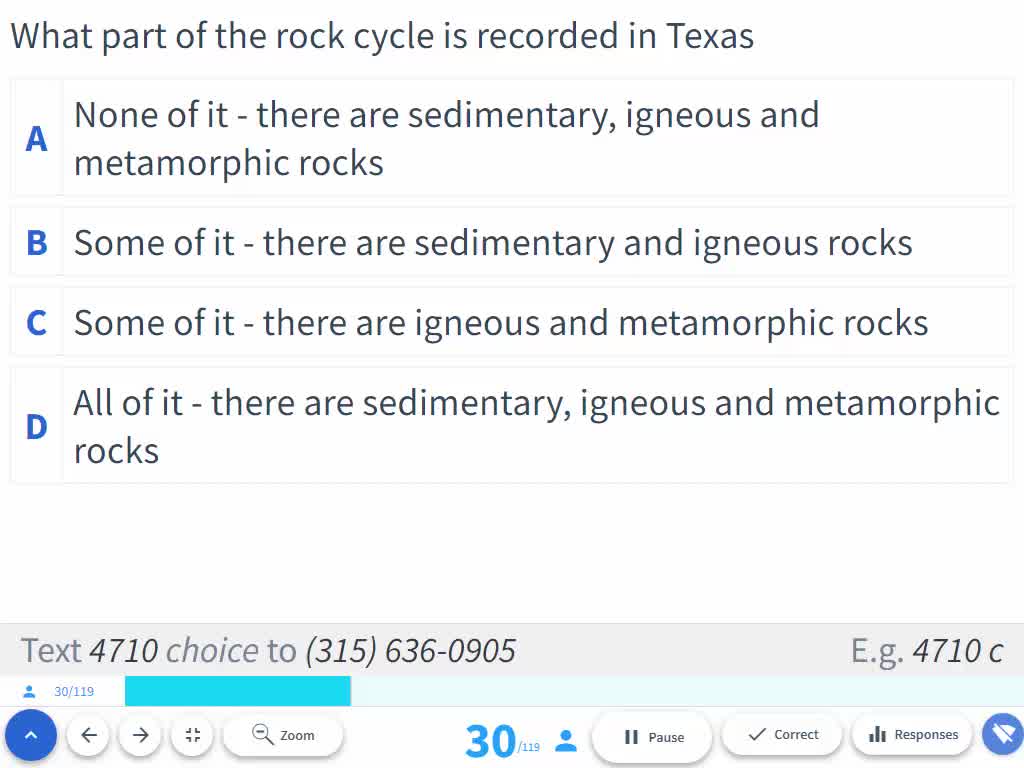 What part of the rock cycle is recorded in Texas
A
None of it - there are sedimentary, igneous and
metamorphic rocks
B
Some of it - there are sedimentary and igneous rocks
C
Some of it - there are igneous and metamorphic rocks
D
All of it - there are sedimentary, igneous and metamorphic
rocks
Text 4710 choice to (315) 636-0905
E.g. 4710 c
30/119
Zoom
30/119
Pause
Correct
Responses